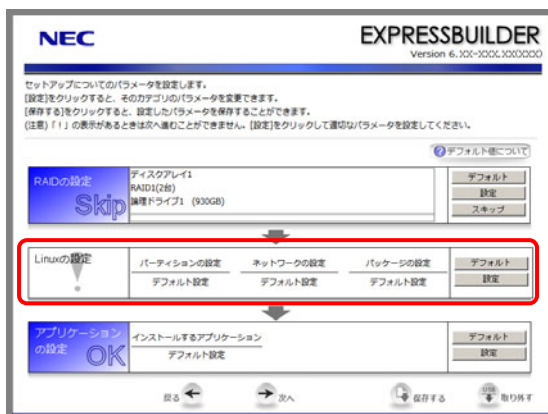 NEC
EXPRESSBUILDER
Version 6.XX-XXX.XX(XXXX)
セットアップについてのパラメータを設定します。
[設定]をクリックすると、そのカテゴリのパラメータを変更できます。
[保存する]をクリックすると、設定したパラメータを保存することができます。
(注意)「！」の表示があるときは次へ進むことができません。[設定]をクリックして適切なパラメータを設定してください。
デフォルト値について
RAIDの設定
Skip
ディスクアレイ1
RAID1(2台)
論理ドライブ1 (930GB)
デフォルト
設定
スキップ
Linuxの設定
!
パーティションの設定 ネットワークの設定 パッケージの設定
デフォルト設定 デフォルト設定 デフォルト設定
デフォルト
設定
アプリケーション
の設定 OK
インストールするアプリケーション
デフォルト設定
デフォルト
設定
戻る 次へ 保存する USB 取り外す